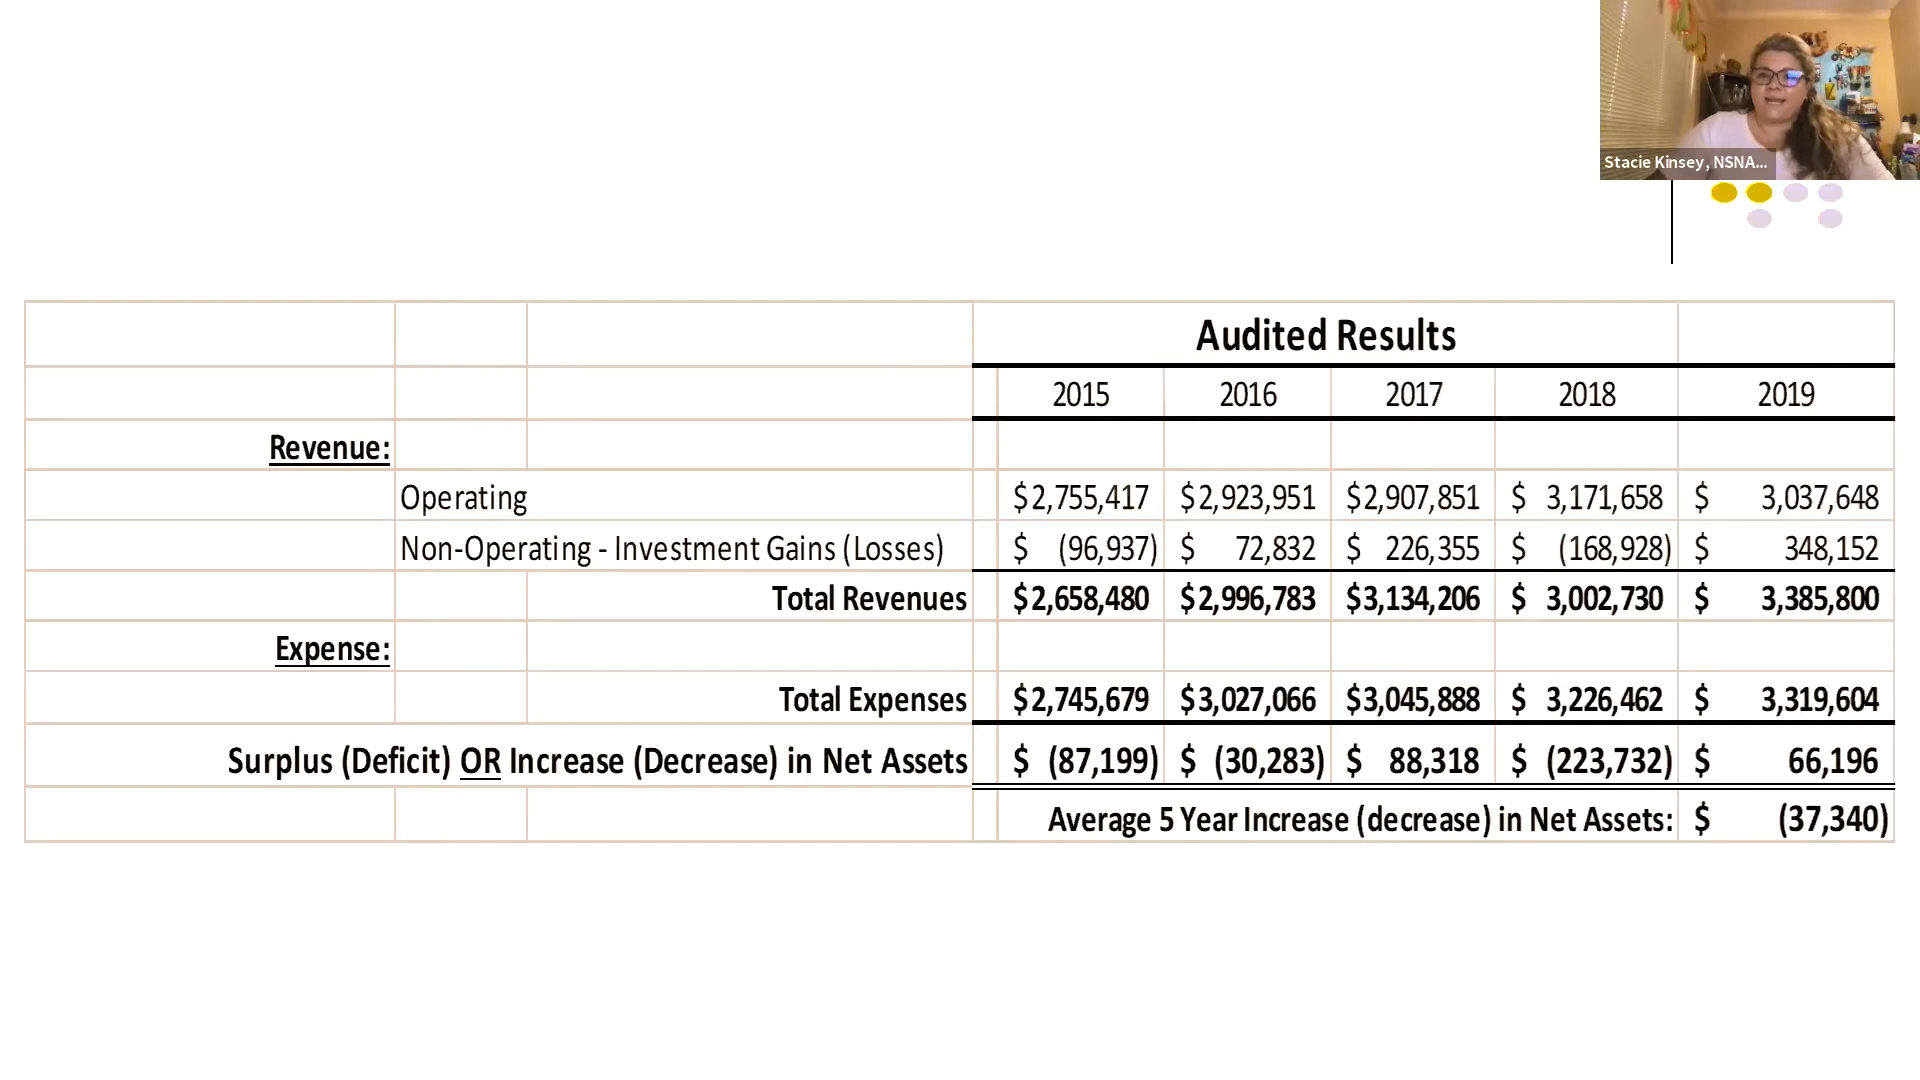 Stacie Kinsey, NSNA...
Audited Results
2015 2016 2017 2018 2019
Revenue:
Operating $2,755,417 $2,923,951 $2,907,851 $ 3,171,658 $ 3,037,648
Non-Operating - Investment Gains (Losses) $ (96,937) $ 72,832 $ 226,355 $ (168,928) $ 348,152
Total Revenues $2,658,480 $2,996,783 $3,134,206 $ 3,002,730 $ 3,385,800
Expense:
Total Expenses $2,745,679 $3,027,066 $3,045,888 $ 3,226,462 $ 3,319,604
Surplus (Deficit) OR Increase (Decrease) in Net Assets $ (87,199) $ (30,283) $ 88,318 $ (223,732) $ 66,196
Average 5 Year Increase (decrease) in Net Assets: $ (37,340)